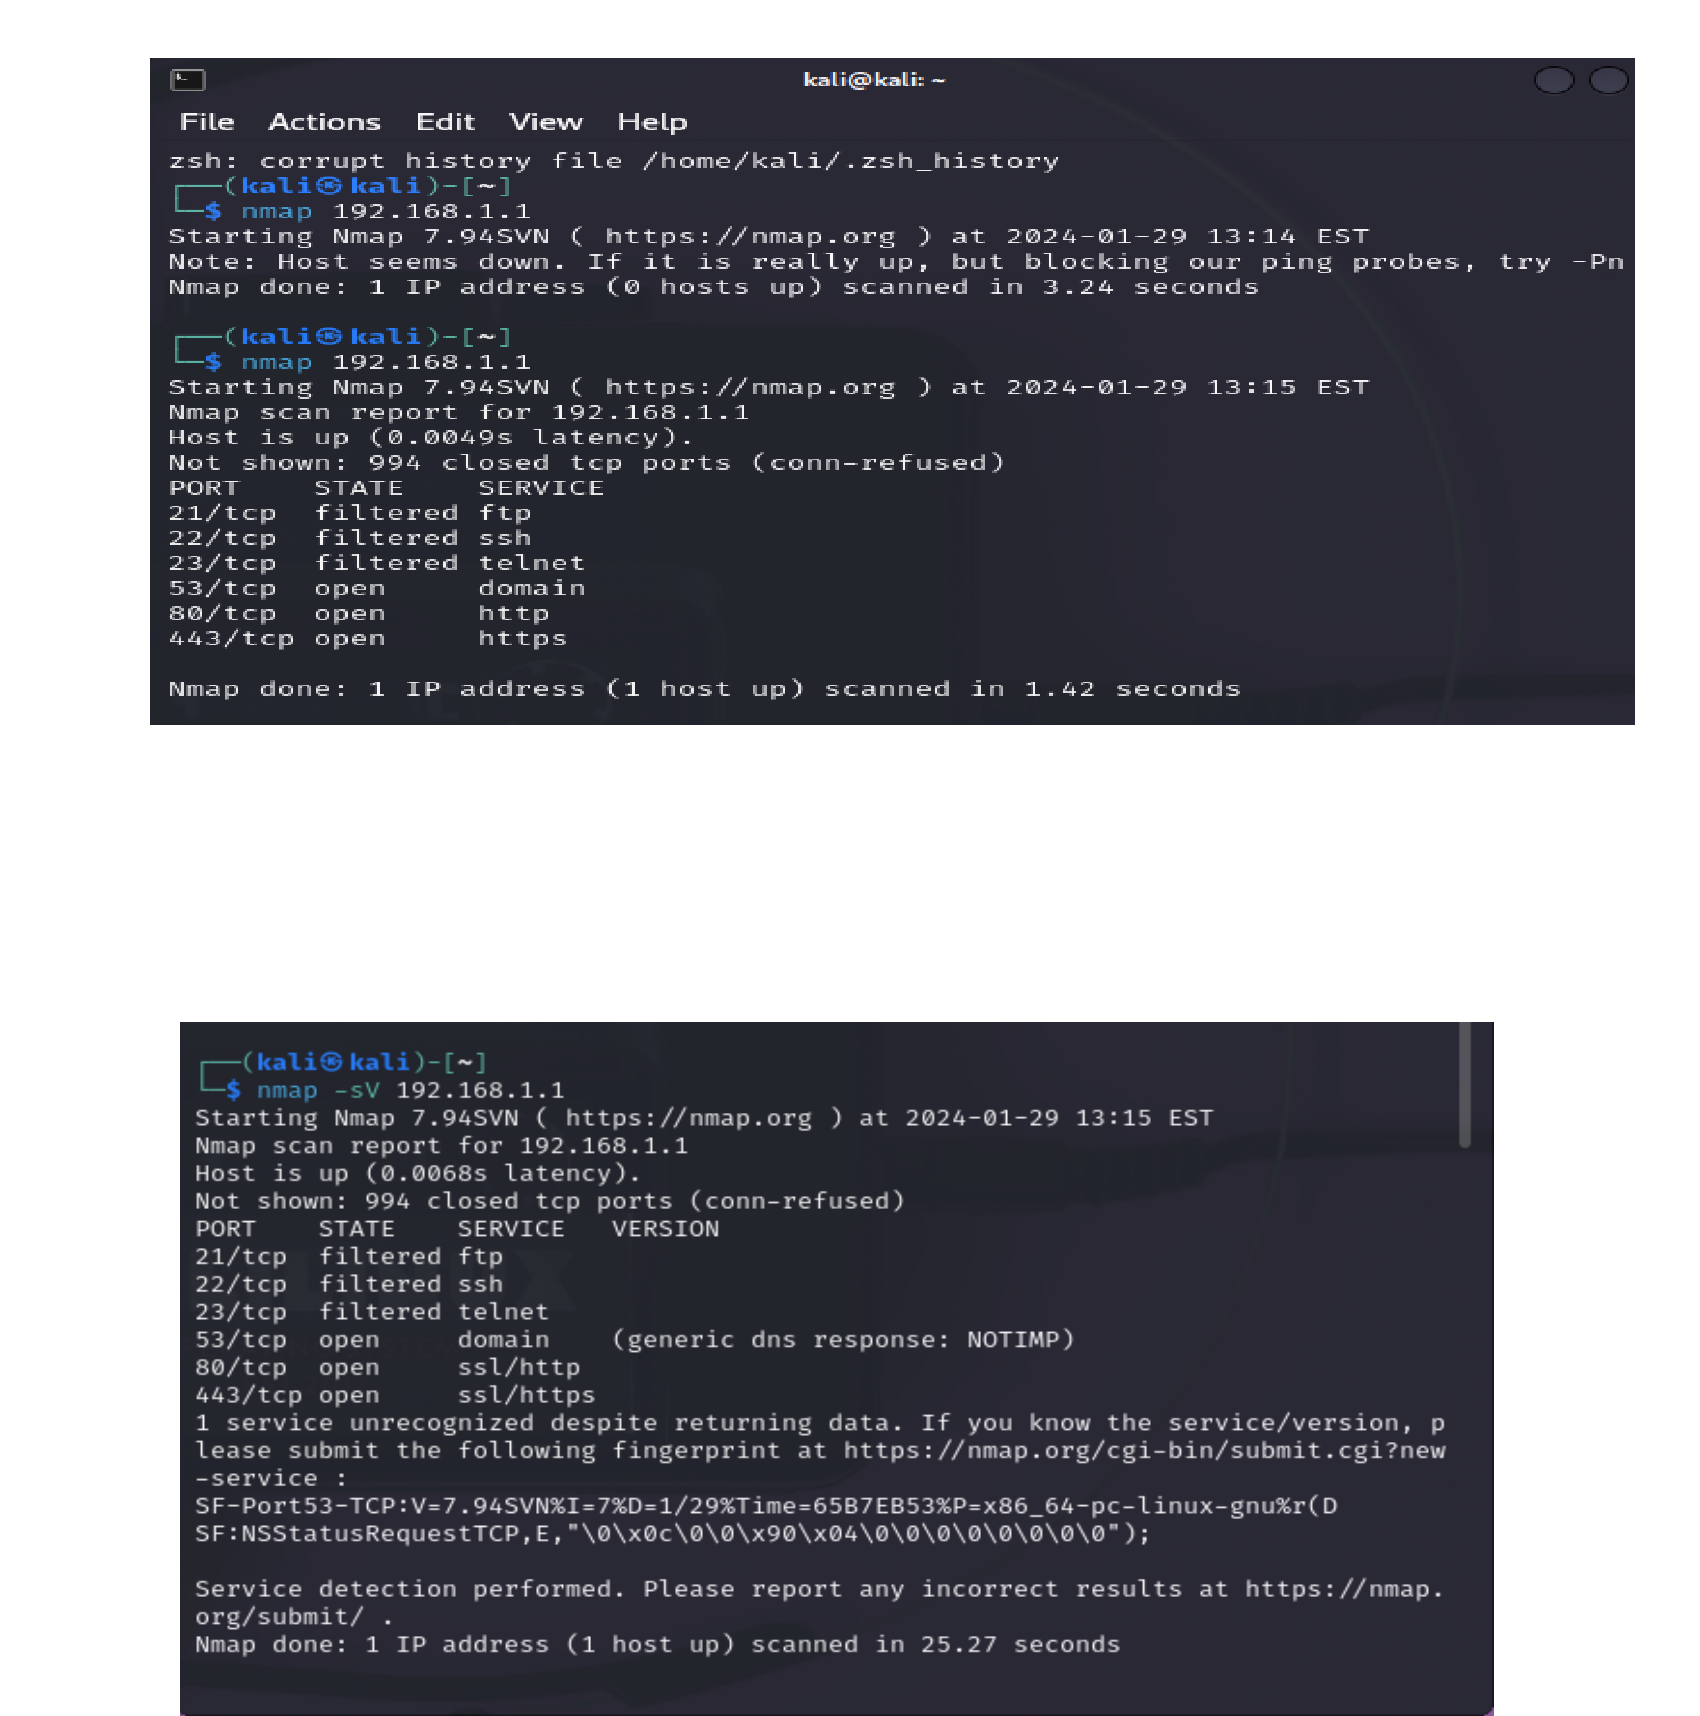 kali@kali: ~
File Actions Edit View Help
zsh: corrupt history file /home/kali/.zsh_history
┌──(kali㉿kali)-[~]
└─$ nmap 192.168.1.1
Starting Nmap 7.94SVN ( https://nmap.org ) at 2024-01-29 13:14 EST
Note: Host seems down. If it is really up, but blocking our ping probes, try -Pn
Nmap done: 1 IP address (0 hosts up) scanned in 3.24 seconds
┌──(kali㉿kali)-[~]
└─$ nmap 192.168.1.1
Starting Nmap 7.94SVN ( https://nmap.org ) at 2024-01-29 13:15 EST
Nmap scan report for 192.168.1.1
Host is up (0.0049s latency).
Not shown: 994 closed tcp ports (conn-refused)
PORT    STATE    SERVICE
21/tcp  filtered ftp
22/tcp  filtered ssh
23/tcp  filtered telnet
53/tcp  open     domain
80/tcp  open     http
443/tcp open     https
Nmap done: 1 IP address (1 host up) scanned in 1.42 seconds
┌──(kali㉿kali)-[~]
└─$ nmap -sV 192.168.1.1
Starting Nmap 7.94SVN ( https://nmap.org ) at 2024-01-29 13:15 EST
Nmap scan report for 192.168.1.1
Host is up (0.0068s latency).
Not shown: 994 closed tcp ports (conn-refused)
PORT    STATE    SERVICE   VERSION
21/tcp  filtered ftp
22/tcp  filtered ssh
23/tcp  filtered telnet
53/tcp  open     domain    (generic dns response: NOTIMP)
80/tcp  open     ssl/http
443/tcp open     ssl/https
1 service unrecognized despite returning data. If you know the service/version, p
lease submit the following fingerprint at https://nmap.org/cgi-bin/submit.cgi?new
-service :
SF-Port53-TCP:V=7.94SVN%I=7%D=1/29%Time=65B7EB53%P=x86_64-pc-linux-gnu%r(D
SF:NSStatusRequestTCP,E,"\0\x0c\0\0\x90\x04\0\0\0\0\0\0\0\0");
Service detection performed. Please report any incorrect results at https://nmap.
org/submit/ .
Nmap done: 1 IP address (1 host up) scanned in 25.27 seconds